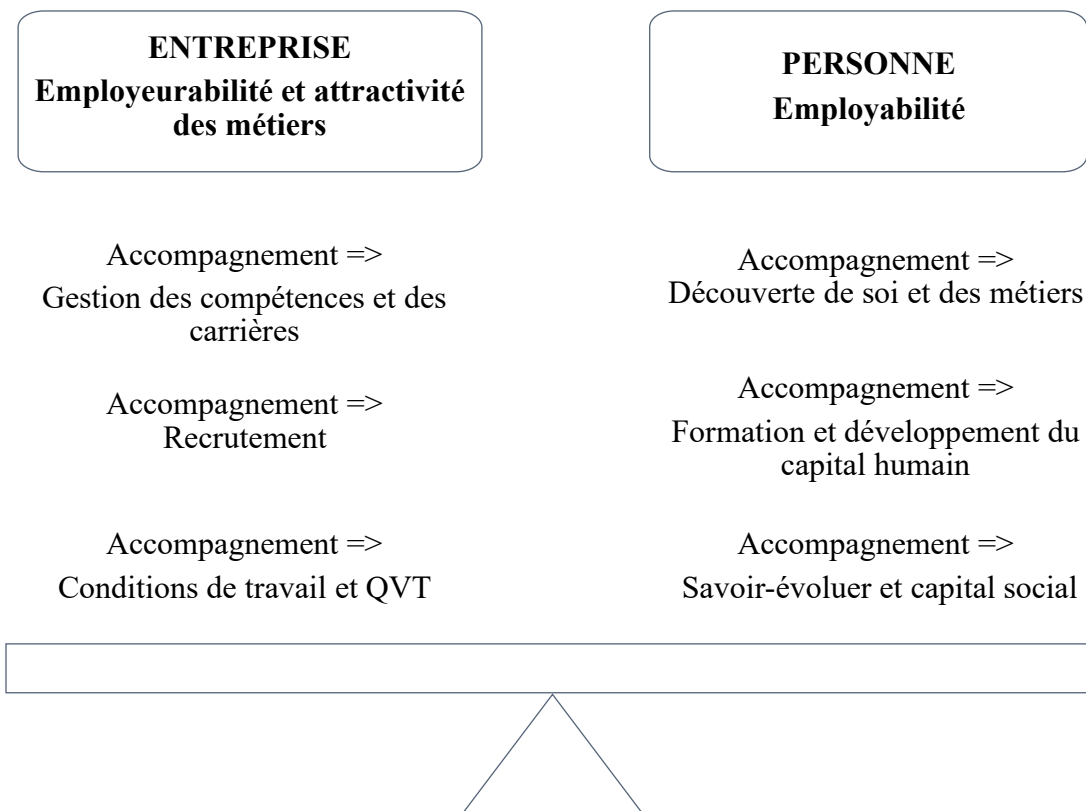 ENTREPRISE
Employeurabilité et attractivité
des métiers
Accompagnement =>
Gestion des compétences et des
carrières
Accompagnement =>
Recrutement
Accompagnement =>
Conditions de travail et QVT
PERSONNE
Employabilité
Accompagnement =>
Découverte de soi et des métiers
Accompagnement =>
Formation et développement du
capital humain
Accompagnement =>
Savoir-évoluer et capital social